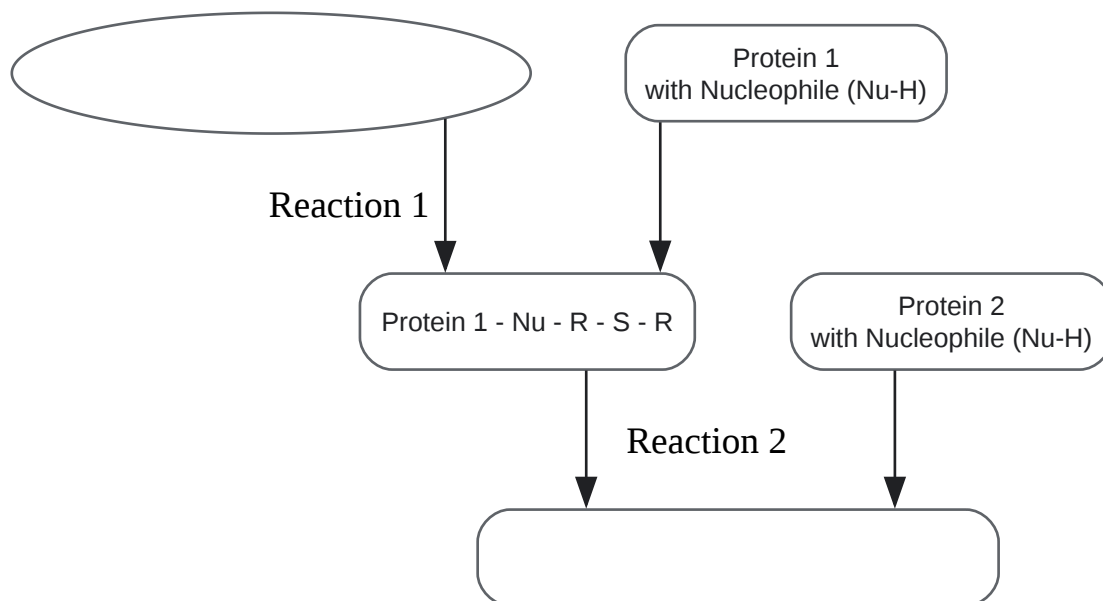 Protein 1
with Nucleophile (Nu-H)
Reaction 1
Protein 1 - Nu - R - S - R
Protein 2
with Nucleophile (Nu-H)
Reaction 2